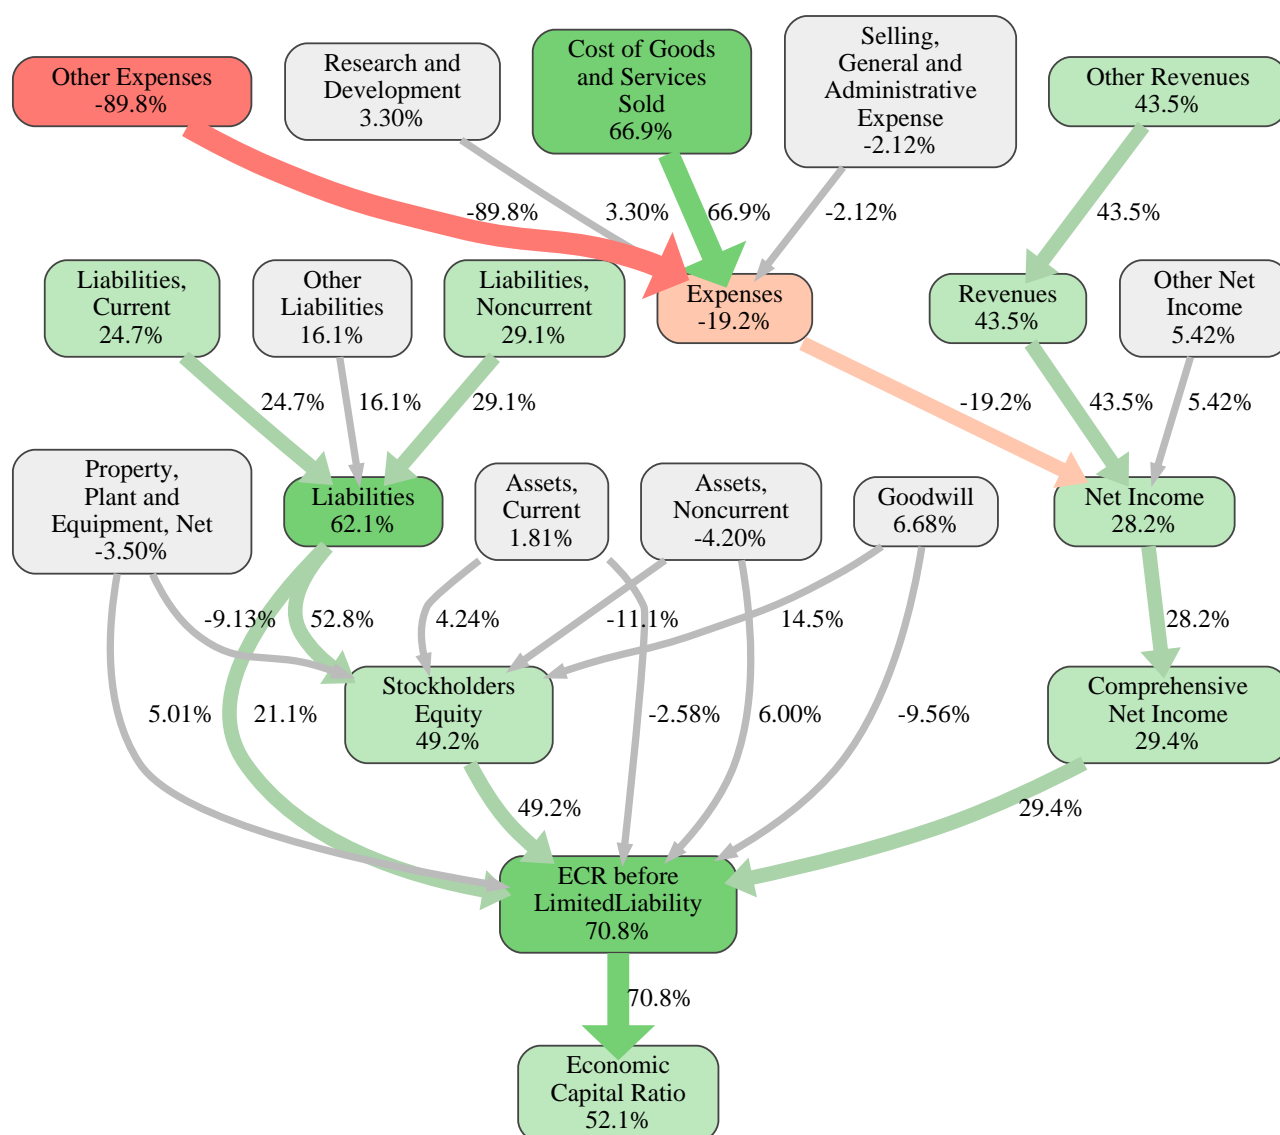 Other Expenses
-89.8%
Research and
Development
3.30%
Cost of Goods
and Services
Sold
66.9%
Selling,
General and
Administrative
Expense
-2.12%
Other Revenues
43.5%
-89.8%
3.30%
66.9%
-2.12%
43.5%
Liabilities,
Current
24.7%
Other
Liabilities
16.1%
Liabilities,
Noncurrent
29.1%
Expenses
-19.2%
Revenues
43.5%
Other Net
Income
5.42%
24.7%
16.1%
29.1%
-19.2%
43.5%
5.42%
Property,
Plant and
Equipment, Net
-3.50%
Liabilities
62.1%
Assets,
Current
1.81%
Assets,
Noncurrent
-4.20%
Goodwill
6.68%
Net Income
28.2%
-9.13%
52.8%
4.24%
-11.1%
14.5%
28.2%
5.01%
21.1%
Stockholders
Equity
49.2%
-2.58%
6.00%
-9.56%
Comprehensive
Net Income
29.4%
49.2%
29.4%
ECR before
LimitedLiability
70.8%
70.8%
Economic
Capital Ratio
52.1%